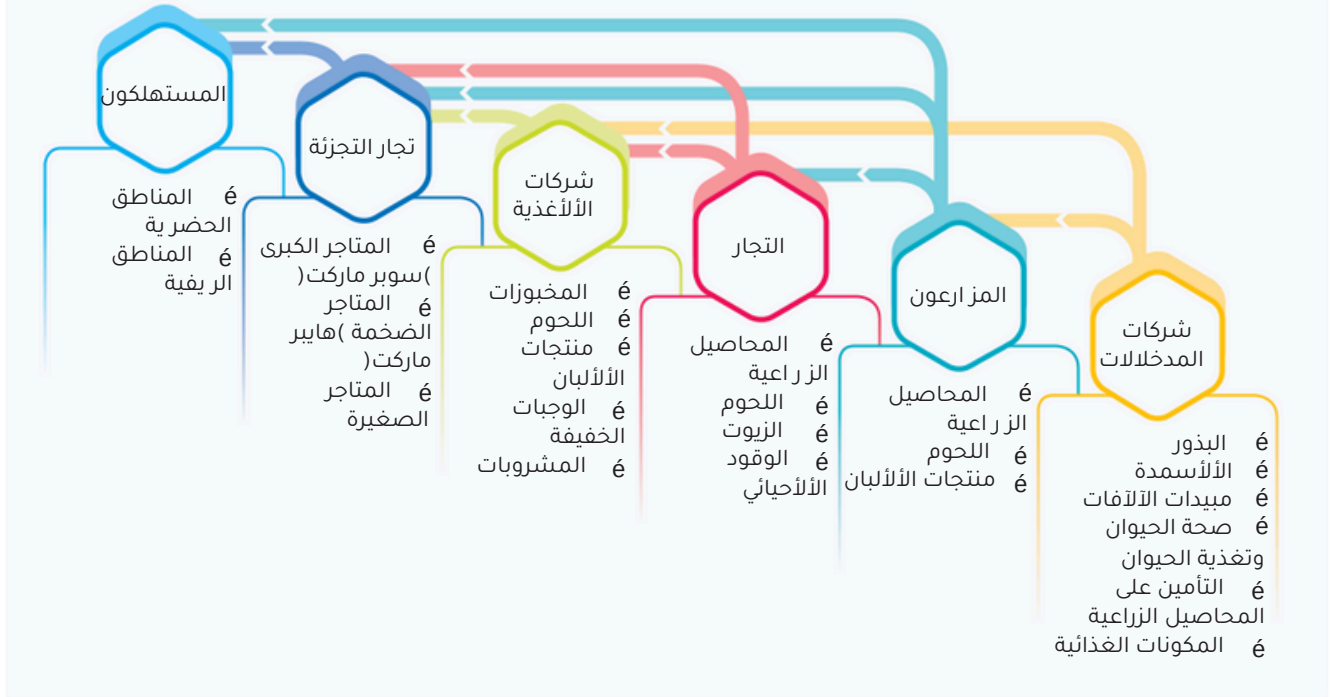 شركات
المدخلالات
é البذور
é الألأسمدة
é مبيدات الآلآفات
é صحة الحيوان
وتغذية الحيوان
é التأمين على
المحاصيل الزراعية
é المكونات الغذائية
المز ارعون
é المحاصيل
الز ر اعية
é اللحوم
é منتجات الألألبان
التجار
é المحاصيل
الز ر اعية
é اللحوم
é الزيوت
é الوقود
الألأحيائي
شركات
الألأغذية
é المخبوزات
é اللحوم
é منتجات
الألألبان
é الوجبات
الخفيفة
é المشروبات
تجار التجزئة
é المتاجر الكبرى
)سوبر ماركت(
é المتاجر
الضخمة )هايبر
ماركت(
é المتاجر
الصغيرة
المستهلكون
é المناطق
الحضر ية
é المناطق
الر يفية